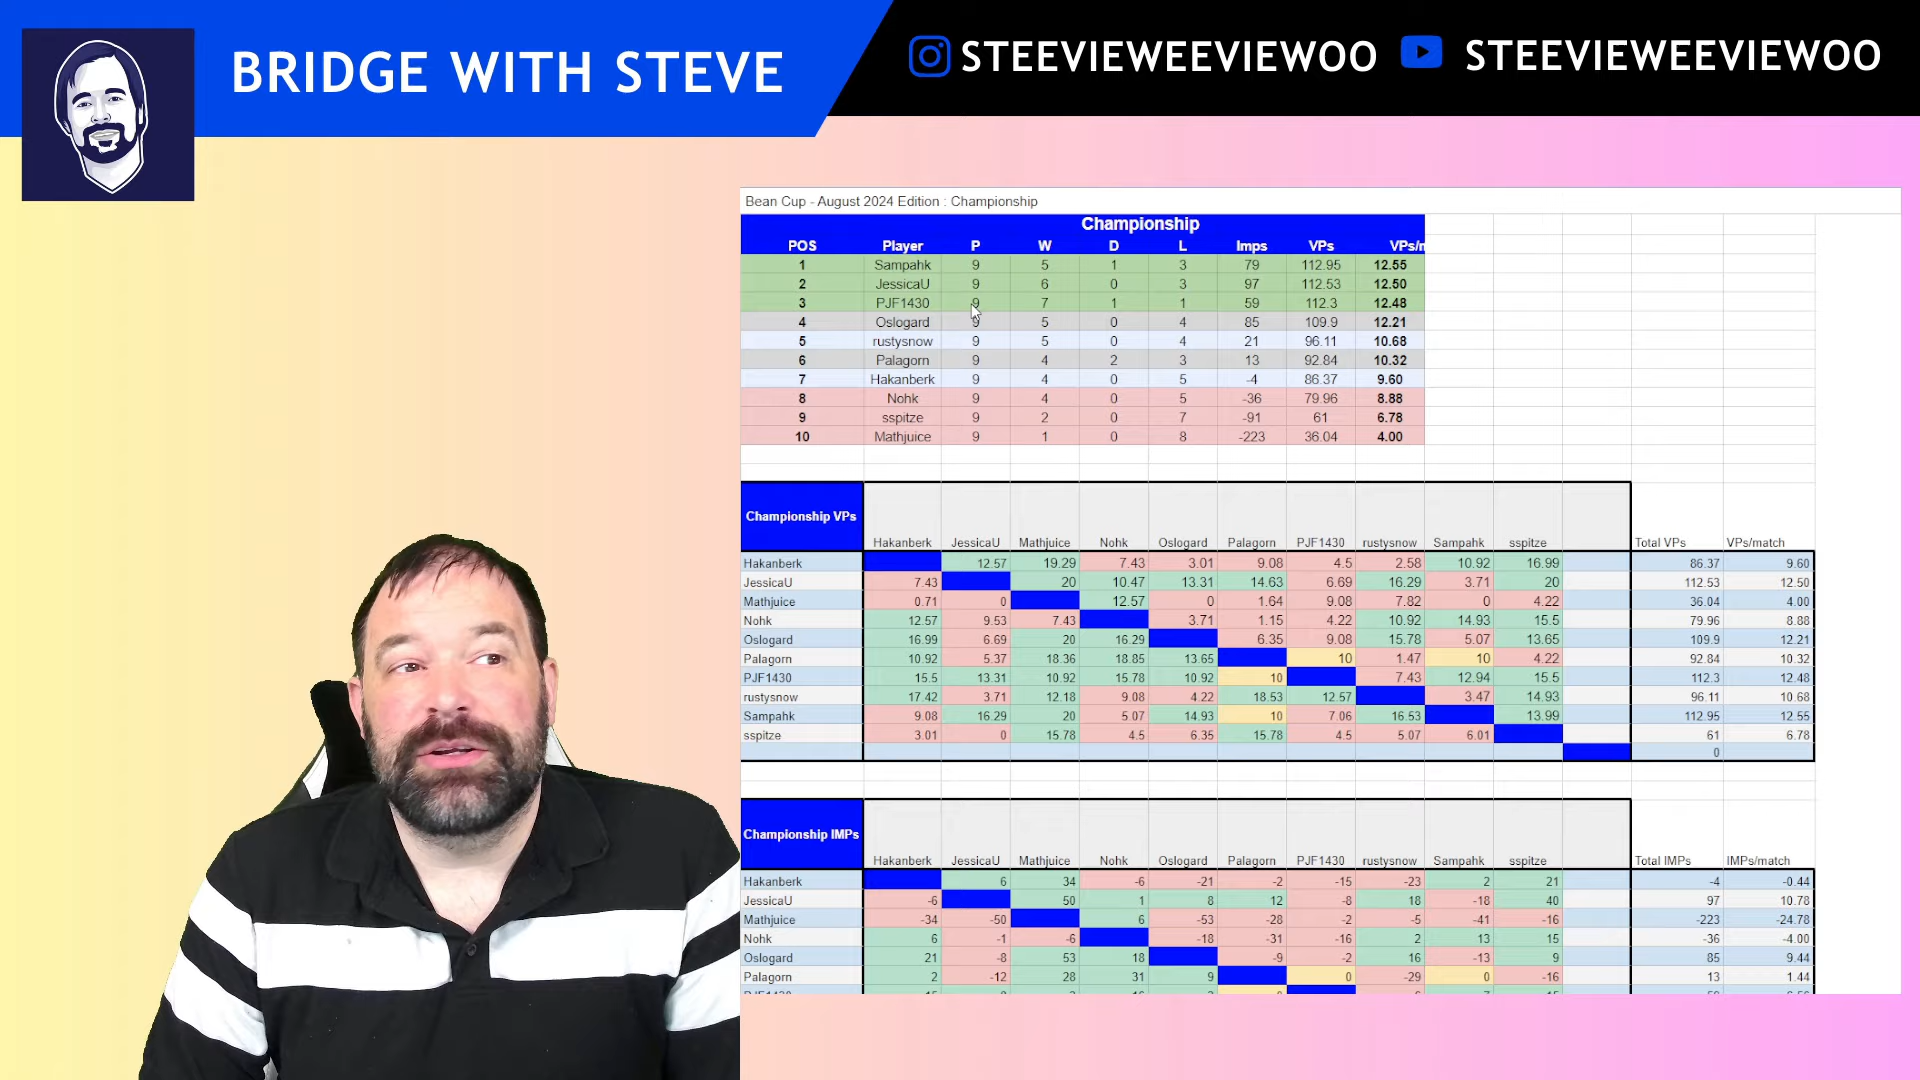 BRIDGE WITH STEVE
STEEVIEWEEVIEWOO STEEVIEWEEVIEWOO
Bean Cup - August 2024 Edition : Championship
Championship
POS Player P W D L Imps VPs VPs/
1 Sampahk 9 5 1 3 79 112.95 12.55
2 JessicaU 9 6 0 3 97 112.53 12.50
3 PJF1430 9 7 1 1 59 112.3 12.48
4 Oslogard 9 5 0 4 85 109.9 12.21
5 rustysnow 9 5 0 4 21 96.11 10.68
6 Palagorn 9 4 2 3 13 92.84 10.32
7 Hakanberk 9 4 0 5 -4 86.37 9.60
8 Nohk 9 4 0 5 -36 79.96 8.88
9 sspitze 9 2 0 7 -91 61 6.78
10 Mathjuice 9 1 0 8 -223 36.04 4.00
Championship VPs Hakanberk JessicaU Mathjuice Nohk Oslogard Palagorn PJF1430 rustysnow Sampahk sspitze Total VPs VPs/match
Hakanberk 12.57 19.29 7.43 3.01 9.08 4.5 2.58 10.92 16.99 86.37 9.60
JessicaU 7.43 20 10.47 13.31 14.63 6.69 16.29 3.71 20 112.53 12.50
Mathjuice 0.71 0 12.57 0 1.64 9.08 7.82 0 4.22 36.04 4.00
Nohk 12.57 9.53 7.43 3.71 1.15 4.22 10.92 14.93 15.5 79.96 8.88
Oslogard 16.99 6.69 20 16.29 6.35 9.08 15.78 5.07 13.65 109.9 12.21
Palagorn 10.92 5.37 18.36 18.85 13.65 10 1.47 10 4.22 92.84 10.32
PJF1430 15.5 13.31 10.92 15.78 10.92 10 7.43 12.94 15.5 112.3 12.48
rustysnow 17.42 3.71 12.18 9.08 4.22 18.53 12.57 3.47 14.93 96.11 10.68
Sampahk 9.08 16.29 20 5.07 14.93 10 7.06 16.53 13.99 112.95 12.55
sspitze 3.01 0 15.78 4.5 6.35 15.78 4.5 5.07 6.01 61 6.78
0
Championship IMPs Hakanberk JessicaU Mathjuice Nohk Oslogard Palagorn PJF1430 rustysnow Sampahk sspitze Total IMPs IMPs/match
Hakanberk 6 34 -6 -21 -2 -15 -23 2 21 -4 -0.44
JessicaU -6 50 1 8 12 -8 18 -18 40 97 10.78
Mathjuice -34 -50 6 -53 -28 -2 -5 -41 -16 -223 -24.78
Nohk 6 -1 -6 -18 -31 -16 2 13 15 -36 -4.00
Oslogard 21 -8 53 18 -9 -2 16 -13 9 85 9.44
Palagorn 2 -12 28 31 9 0 -29 0 -16 13 1.44